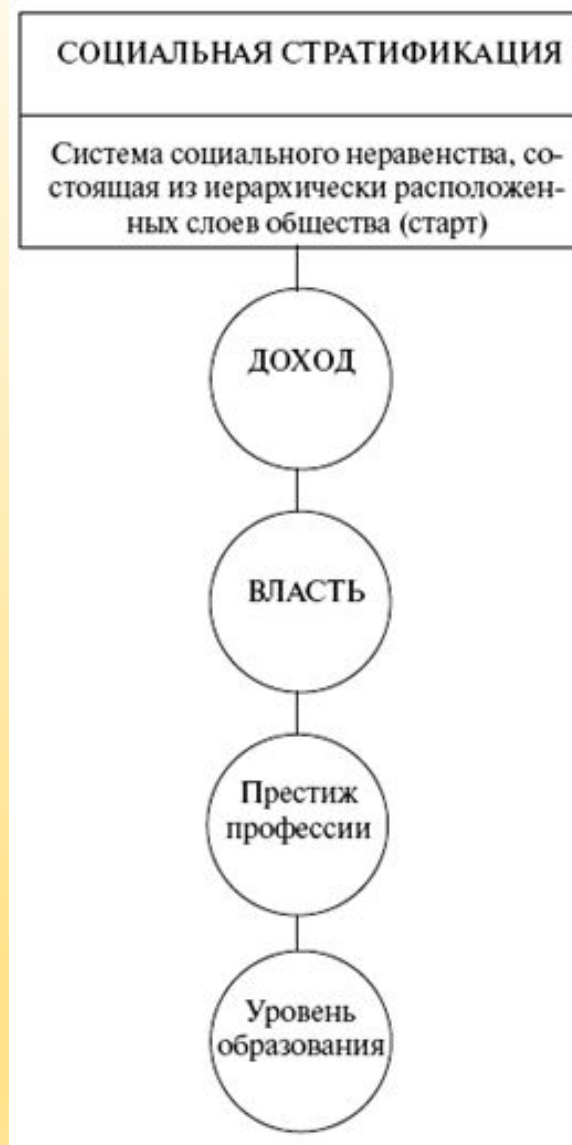 СОЦИАЛЬНАЯ СТРАТИФИКАЦИЯ
Система социального неравенства, со-
стоящая из иерархически расположен-
ных слоев общества (старт)
ДОХОД
ВЛАСТЬ
Престиж
профессии
Уровень
образования